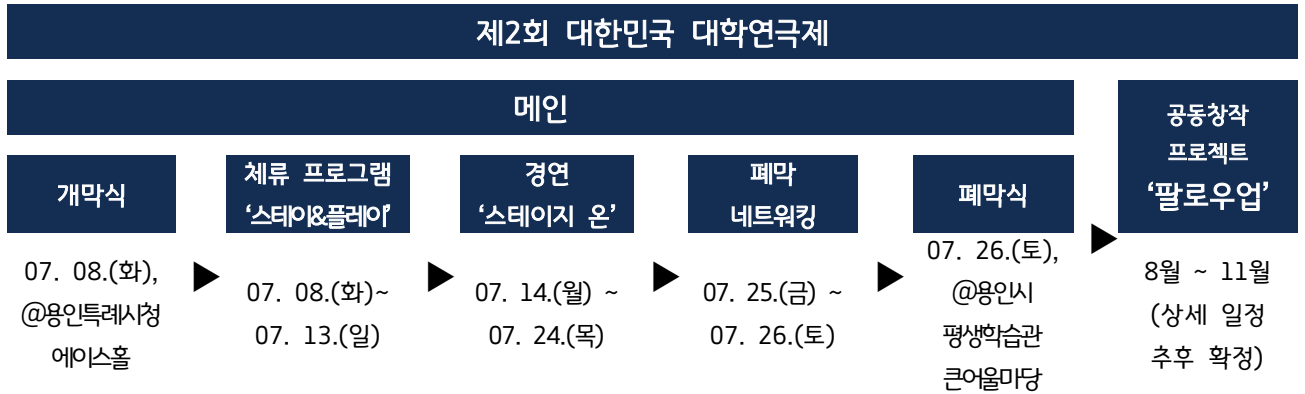 제2회 대한민국 대학연극제
메인
개막식
07. 08.(화),
@용인특례시청
에이스홀
체류 프로그램
‘스테이&플레이’
07. 08.(화)~
07. 13.(일)
경연
‘스테이지 온’
07. 14.(월) ~
07. 24.(목)
폐막
네트워킹
07. 25.(금) ~
07. 26.(토)
폐막식
07. 26.(토),
@용인시
평생학습관
큰어울마당
공동창작
프로젝트
‘팔로우업’
8월 ~ 11월
(상세 일정
추후 확정)